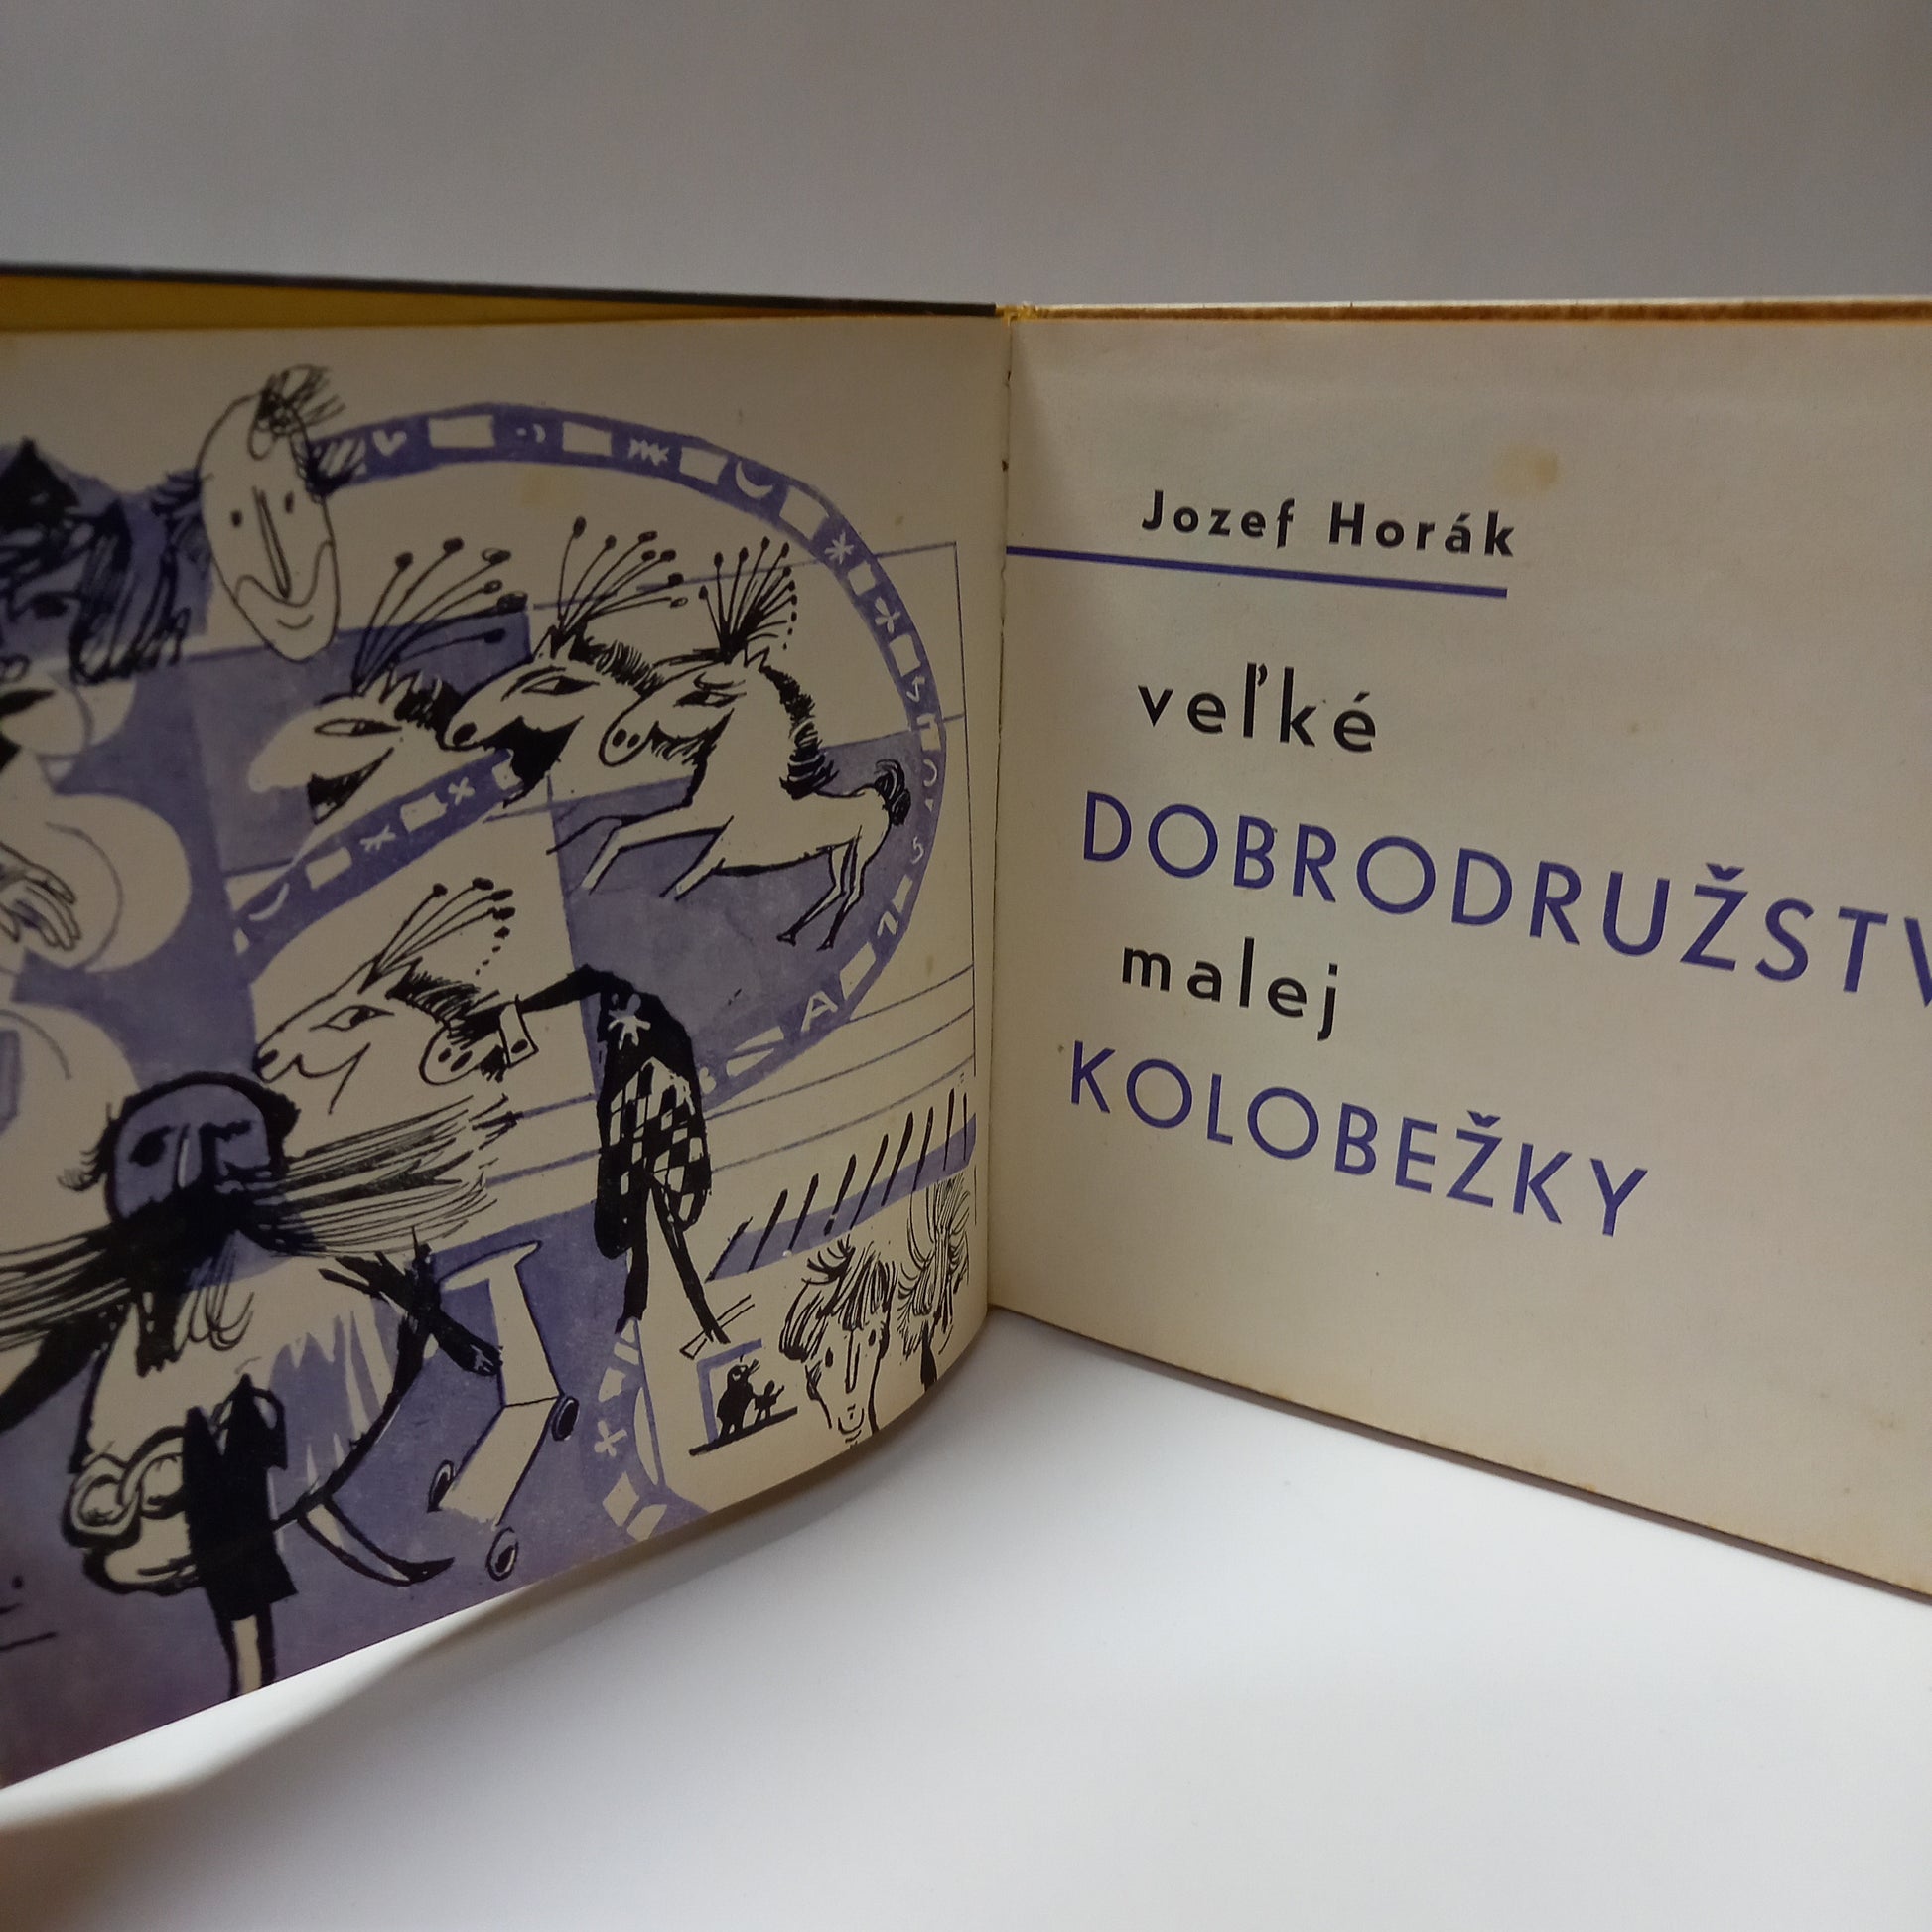 Jozef Horák
veľké
DOBRODRUŽSTV
malej
KOLOBEŽKY